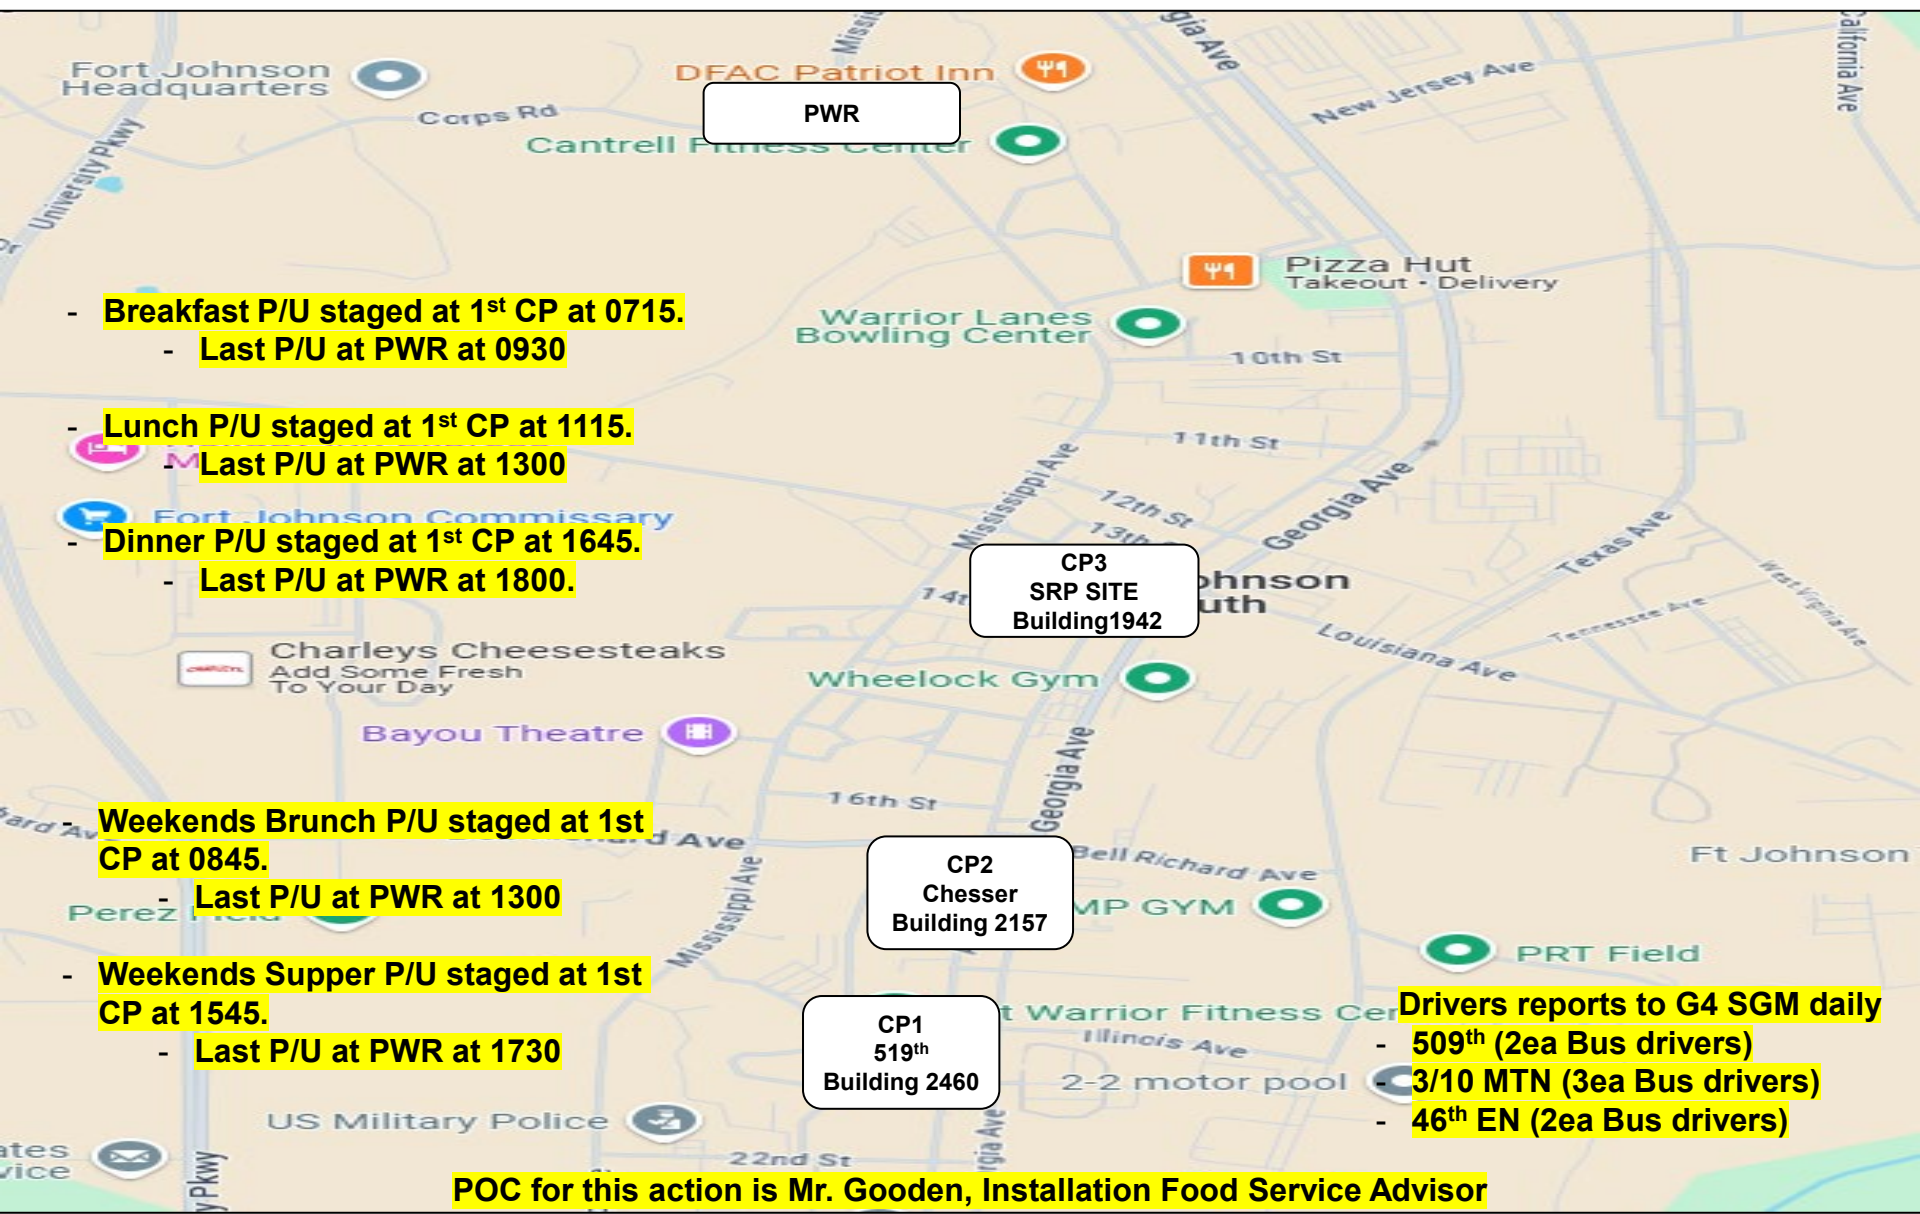 Fort Johnson
Headquarters
Corps Rd
University Pkwy
DFAC Patriot Inn
PWR
Cantrell Fitness Center
New Jersey Ave
California Ave
Pizza Hut
Takeout • Delivery
- Breakfast P/U staged at 1st CP at 0715.
- Last P/U at PWR at 0930
Warrior Lanes
Bowling Center
10th St
- Lunch P/U staged at 1st CP at 1115.
- Last P/U at PWR at 1300
11th St
Mississippi Ave
12th St
13th
Georgia Ave
Texas Ave
West Virginia Ave
Fort Johnson Commissary
- Dinner P/U staged at 1st CP at 1645.
- Last P/U at PWR at 1800.
CP3
SRP SITE
Building1942
Tennessee Ave
Louisiana Ave
Charleys Cheesesteaks
Add Some Fresh
To Your Day
Wheelock Gym
Bayou Theatre
Georgia Ave
16th St
- Weekends Brunch P/U staged at 1st
CP at 0845.
- Last P/U at PWR at 1300
Mississippi Ave
CP2
Chesser
Building 2157
Bell Richard Ave
Ft Johnson
MP GYM
Perez Field
PRT Field
- Weekends Supper P/U staged at 1st
CP at 1545.
- Last P/U at PWR at 1730
CP1
519th
Building 2460
Warrior Fitness Cer
Illinois Ave
2-2 motor pool
Drivers reports to G4 SGM daily
- 509th (2ea Bus drivers)
- 3/10 MTN (3ea Bus drivers)
- 46th EN (2ea Bus drivers)
US Military Police
22nd St
POC for this action is Mr. Gooden, Installation Food Service Advisor